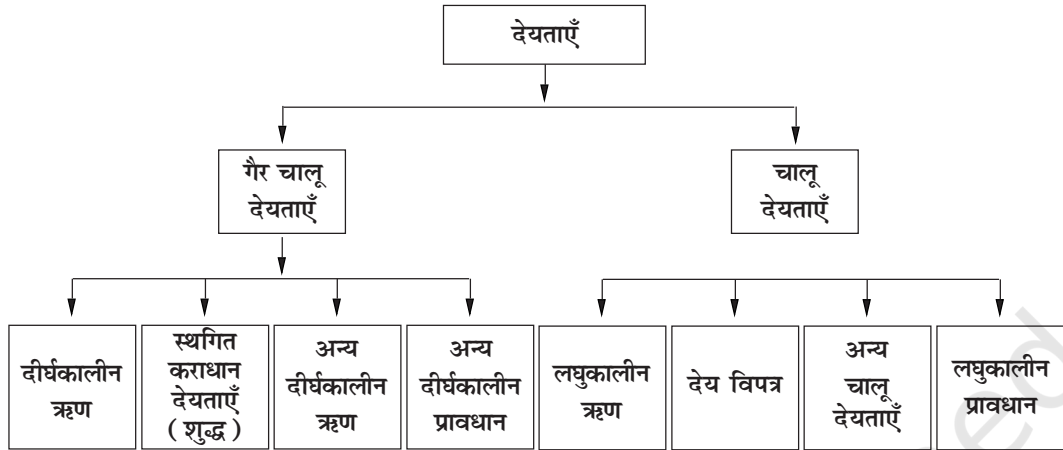 देयताएँ
गैर चालू
देयताएँ
चालू
देयताएँ
दीर्घकालीन
ऋण
स्थगित
कराधान
देयताएँ
( शुद्ध )
अन्य
दीर्घकालीन
ऋण
अन्य
दीर्घकालीन
प्रावधान
लघुकालीन
ऋण
देय विपत्र
अन्य
चालू
देयताएँ
लघुकालीन
प्रावधान